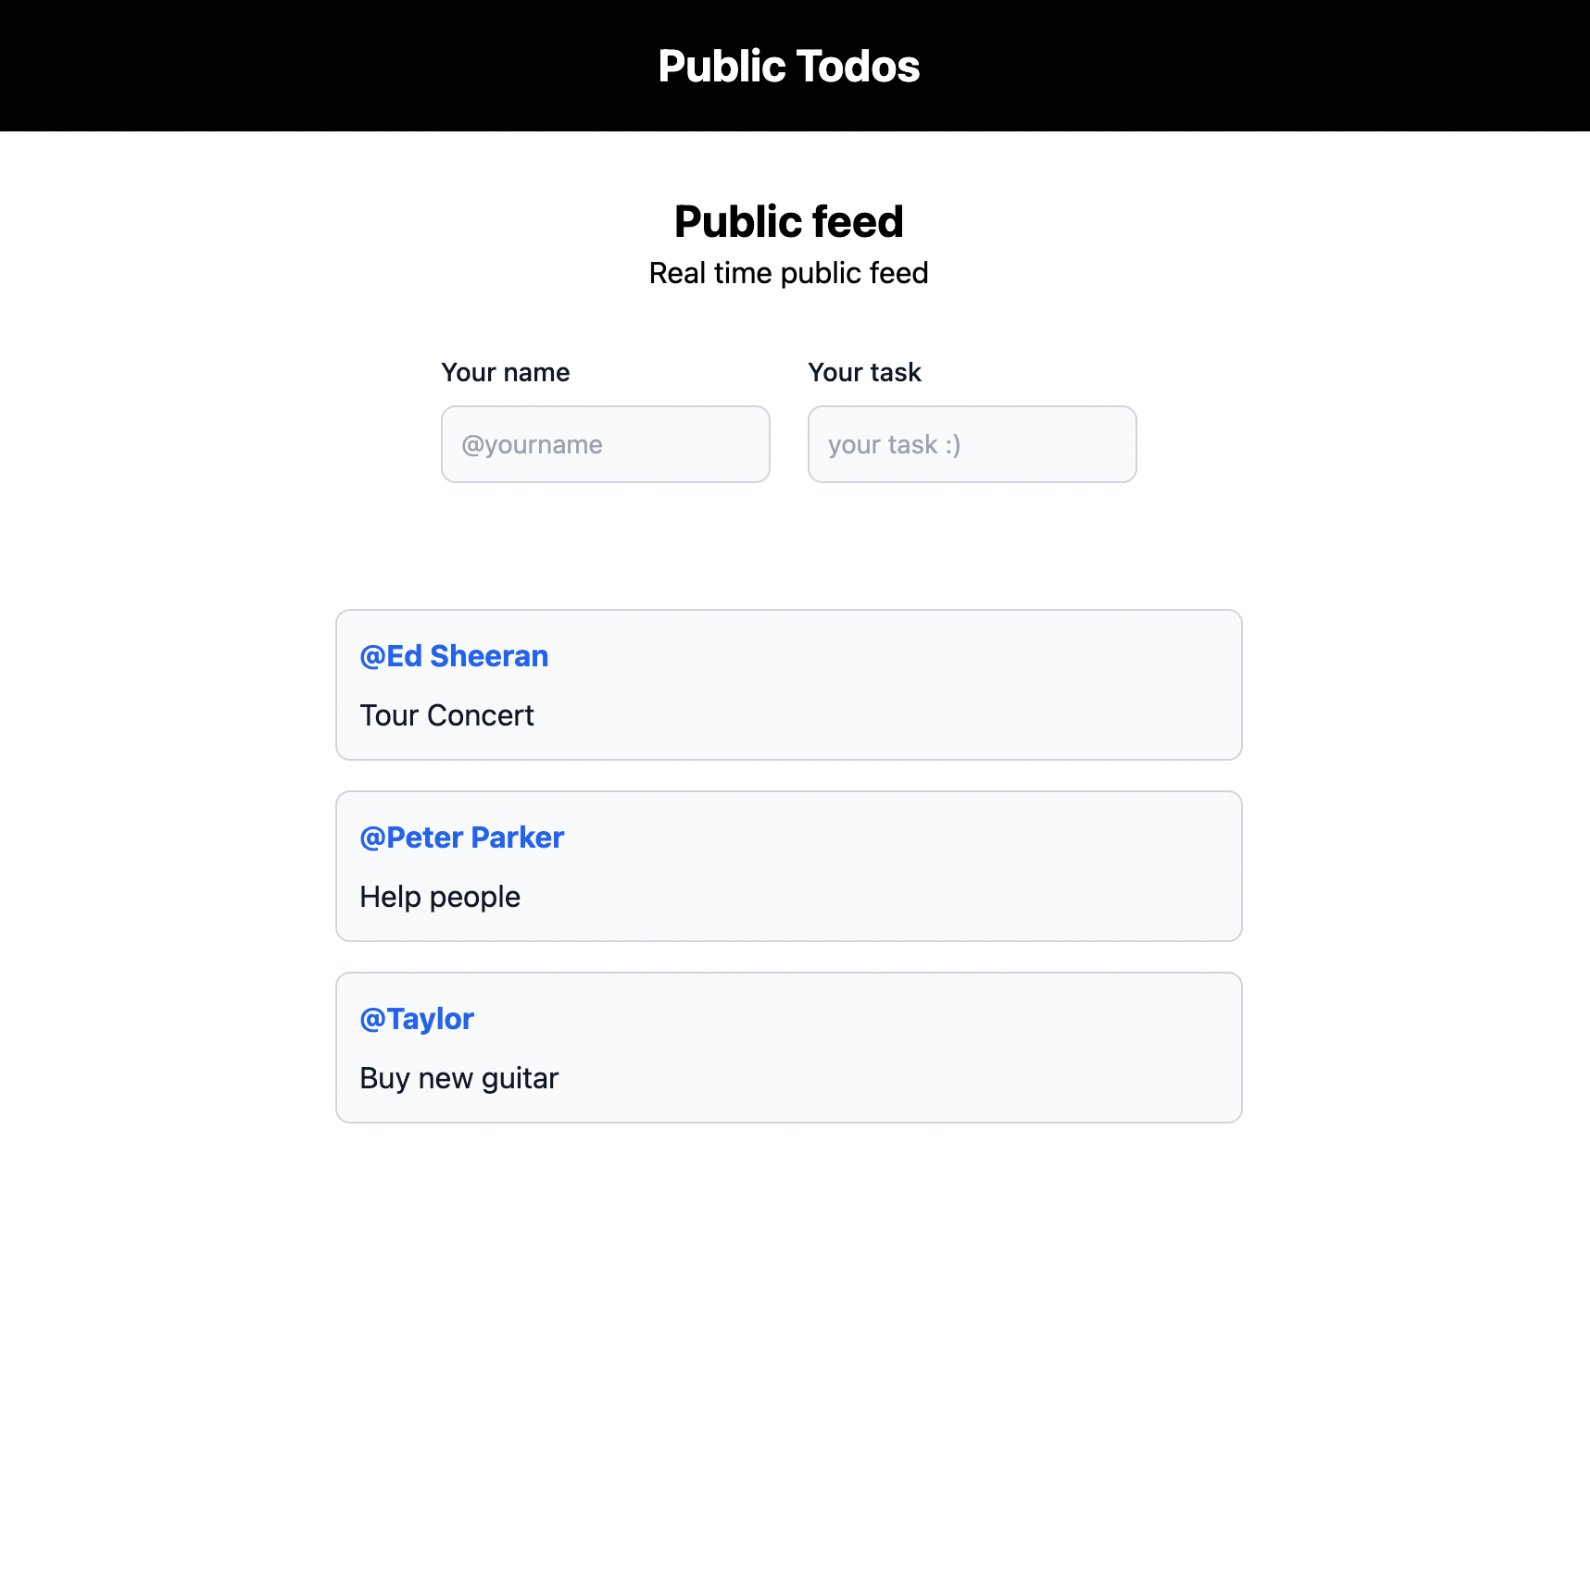 Public Todos
Public feed
Real time public feed
Your name
Your task
@yourname
your task :)
@Ed Sheeran
Tour Concert
@Peter Parker
Help people
@Taylor
Buy new guitar